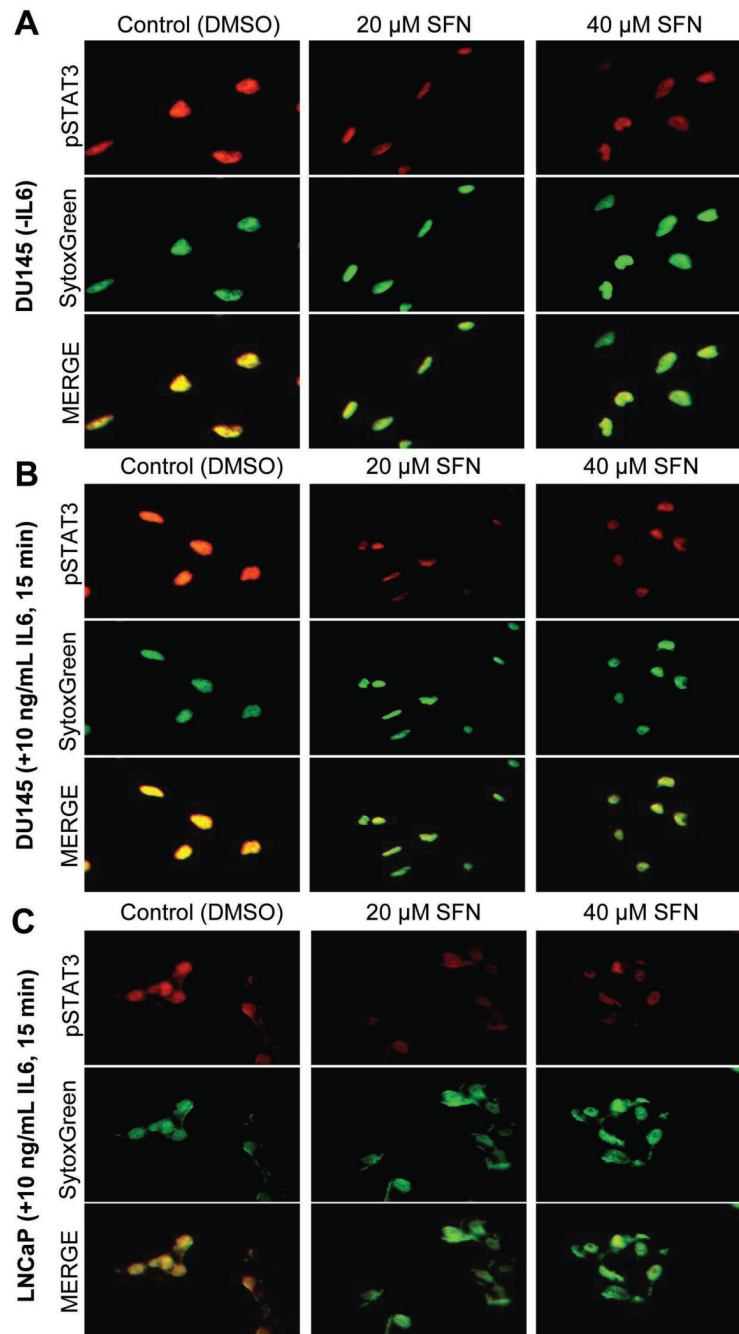 A
Control (DMSO) 20 µM SFN 40 µM SFN
DU145 (-IL6)
pSTAT3
SytoxGreen
MERGE
B
Control (DMSO) 20 µM SFN 40 µM SFN
DU145 (+10 ng/mL IL6, 15 min)
pSTAT3
SytoxGreen
MERGE
C
Control (DMSO) 20 µM SFN 40 µM SFN
LNCaP (+10 ng/mL IL6, 15 min)
pSTAT3
SytoxGreen
MERGE